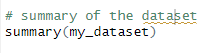 # summary of the dataset
summary(my_dataset)